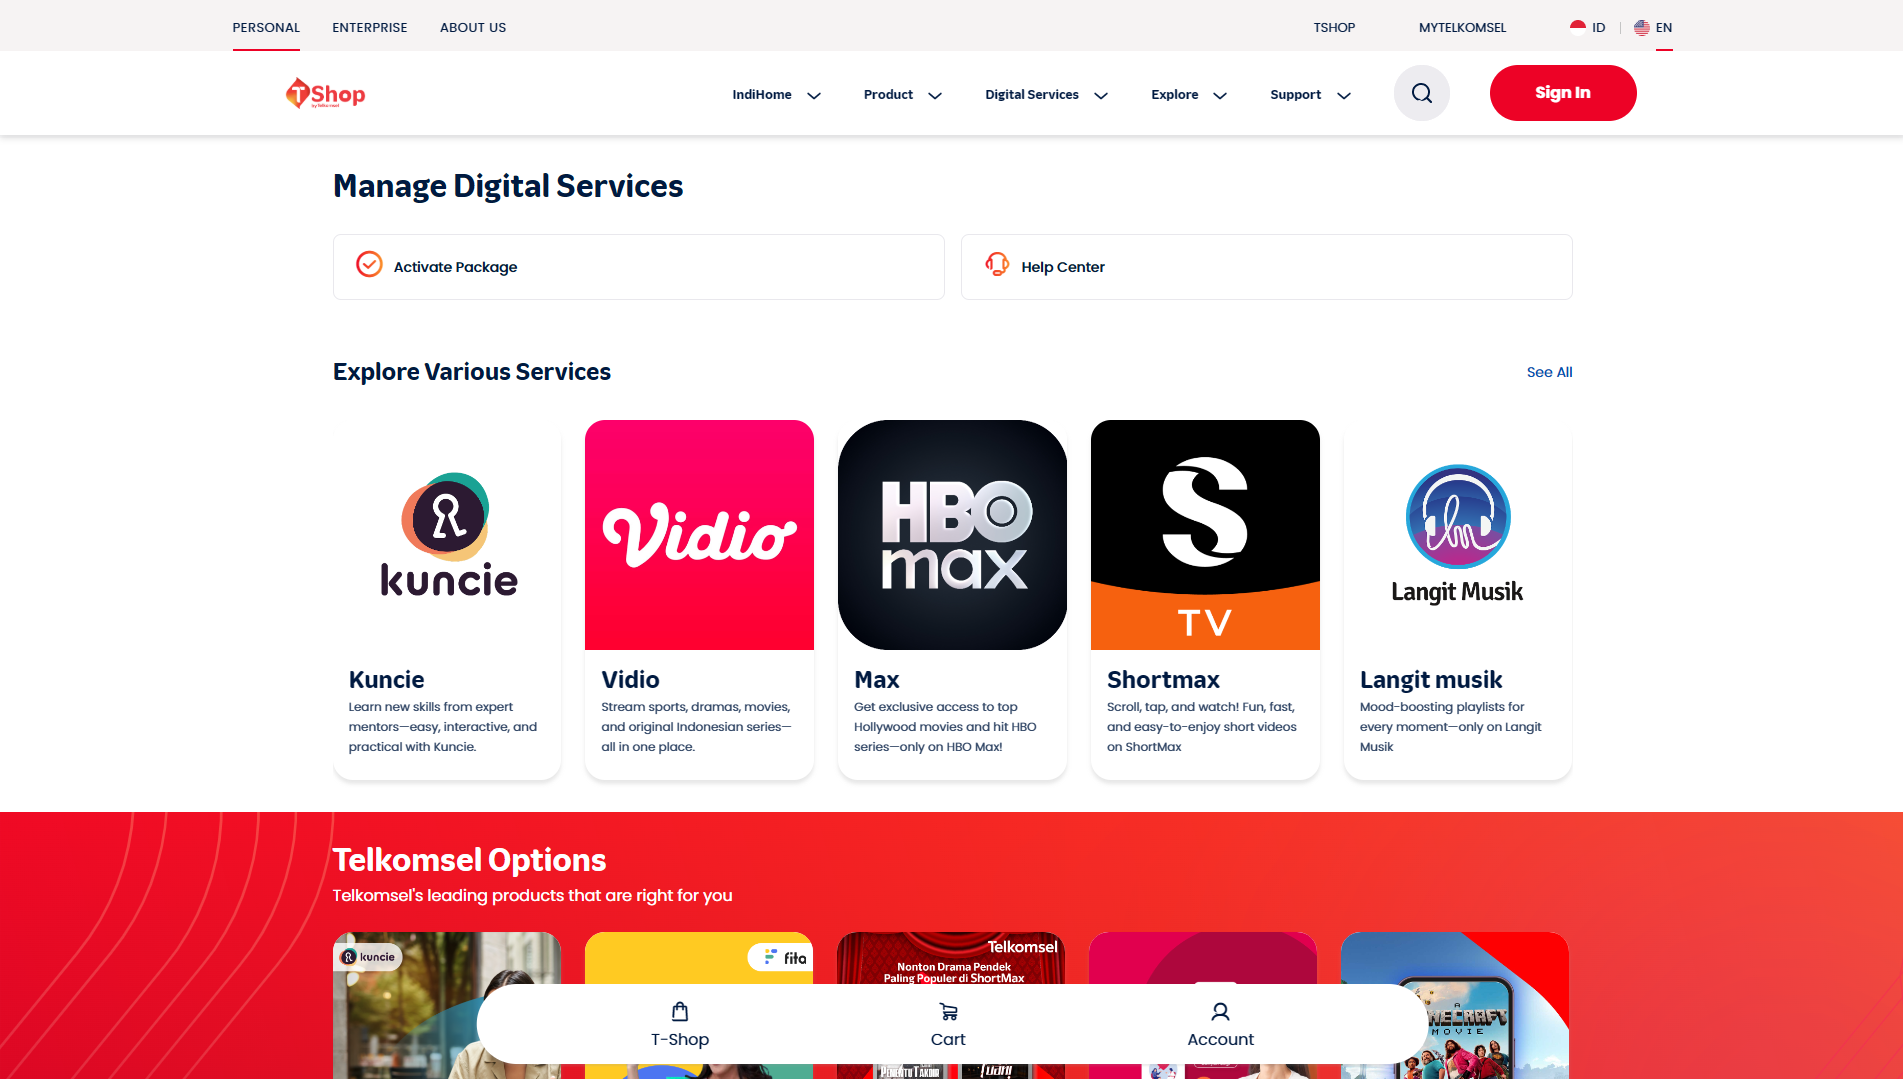 PERSONAL
ENTERPRISE
ABOUT US
TSHOP
MYTELKOMSEL
ID
EN
TShop
IndiHome
Product
Digital Services
Explore
Support
Sign In
Manage Digital Services
Activate Package
Help Center
Explore Various Services
See All
kuncie
Vidio
HBO
max
S
TV
Langit Musik
Kuncie
Learn new skills from expert
mentors—easy, interactive, and
practical with Kuncie.
Vidio
Stream sports, dramas, movies,
and original Indonesian series—
all in one place.
Max
Get exclusive access to top
Hollywood movies and hit HBO
series—only on HBO Max!
Shortmax
Scroll, tap, and watch! Fun, fast,
and easy-to-enjoy short videos
on ShortMax
Langit musik
Mood-boosting playlists for
every moment—only on Langit
Musik
Telkomsel Options
Telkomsel's leading products that are right for you
kuncie
fita
Telkomsel
Nonton Drama Pendek
Paling Populer di ShortMax
A
MOVIE
T-Shop
Cart
Account